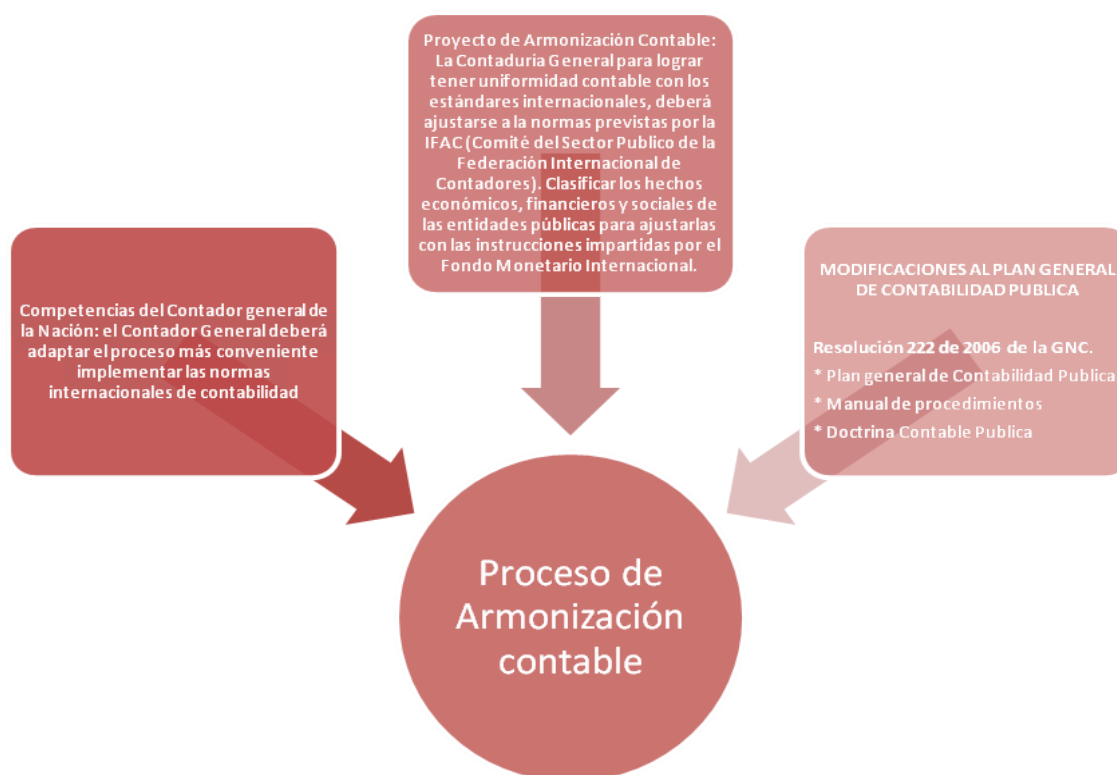 Proyecto de Armonización Contable:
La Contaduría General para lograr
tener uniformidad contable con los
estándares internacionales, deberá
ajustarse a la normas previstas por la
IFAC (Comité del Sector Publico de la
Federación Internacional de
Contadores). Clasificar los hechos
económicos, financieros y sociales de
las entidades públicas para ajustarlas
con las instrucciones impartidas por el
Fondo Monetario Internacional.
Competencias del Contador general de
la Nación: el Contador General deberá
adaptar el proceso más conveniente
implementar las normas
internacionales de contabilidad
MODIFICACIONES AL PLAN GENERAL
DE CONTABILIDAD PUBLICA
Resolución 222 de 2006 de la GNC.
* Plan general de Contabilidad Publica
* Manual de procedimientos
* Doctrina Contable Publica
Proceso de
Armonización
contable